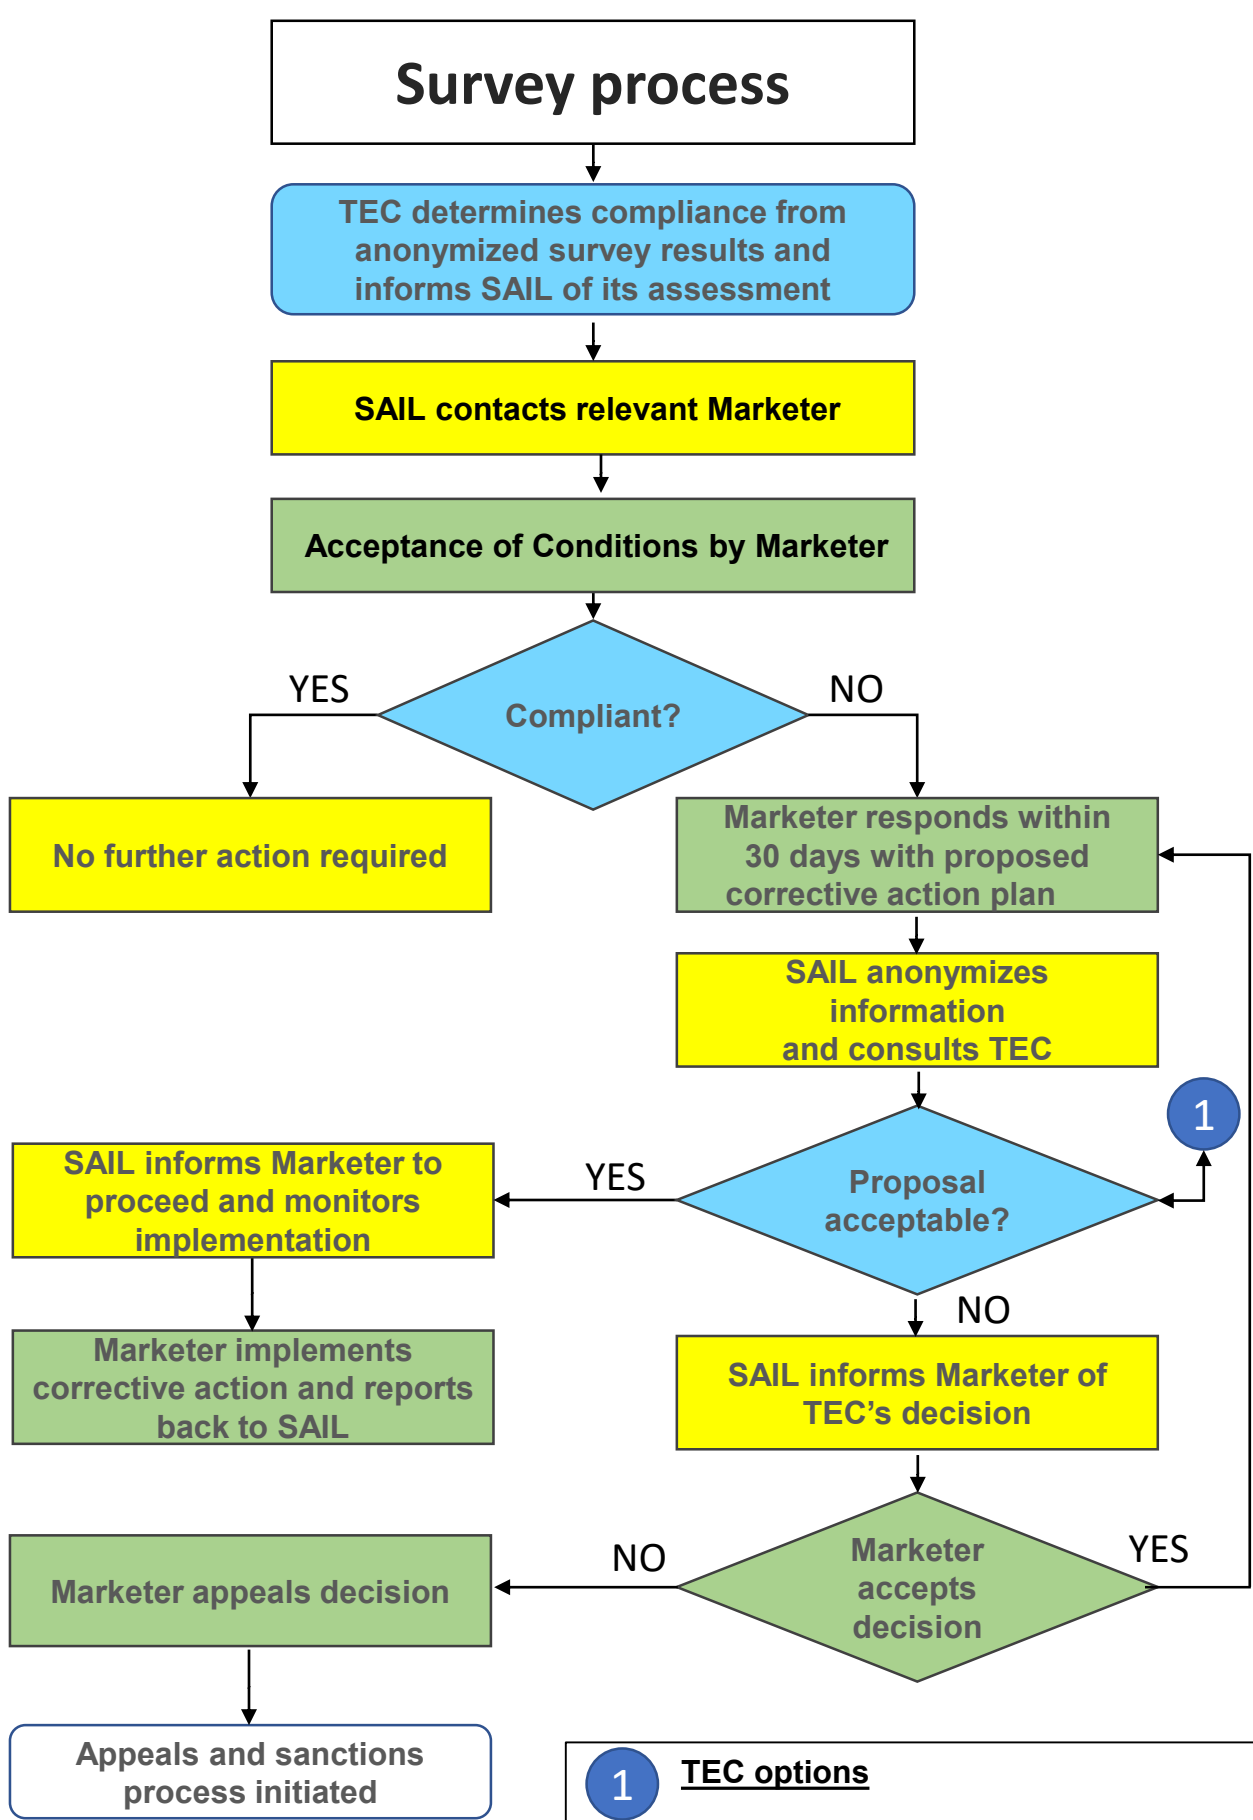 Survey process
TEC determines compliance from
anonymized survey results and
informs SAIL of its assessment
SAIL contacts relevant Marketer
Acceptance of Conditions by Marketer
YES
NO
Compliant?
No further action required
Marketer responds within
30 days with proposed
corrective action plan
SAIL anonymizes
information
and consults TEC
1
Proposal
acceptable?
YES
SAIL informs Marketer to
proceed and monitors
implementation
NO
Marketer implements
corrective action and reports
back to SAIL
SAIL informs Marketer of
TEC’s decision
Marketer
accepts
decision
NO
YES
Marketer appeals decision
Appeals and sanctions
process initiated
1
TEC options